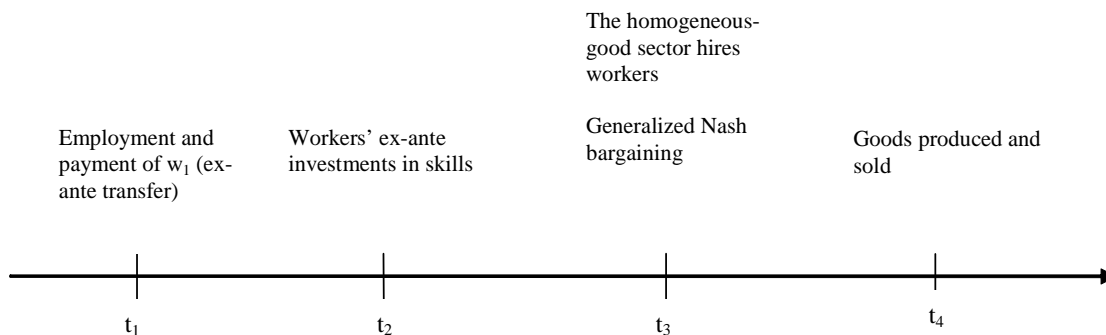 The homogeneous-
good sector hires
workers
Employment and
payment of w₁ (ex-
ante transfer)
Workers' ex-ante
investments in skills
Generalized Nash
bargaining
Goods produced and
sold
t₁
t₂
t₃
t₄